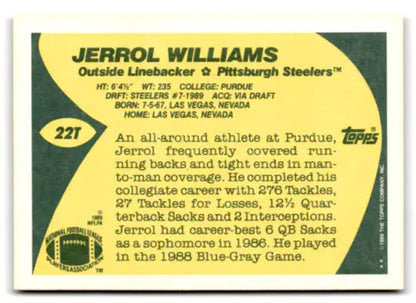 JERROL WILLIAMS
Outside Linebacker ☆ Pittsburgh Steelers™
HT: 6'4½" WT: 235 COLLEGE: PURDUE
DRFT: STEELERS #7-1989 ACQ: VIA DRAFT
BORN: 7-5-67, LAS VEGAS, NEVADA
HOME: LAS VEGAS, NEVADA
22T
Topps
An all-around athlete at Purdue,
Jerrol frequently covered run-
ning backs and tight ends in man-
to-man coverage. He completed his
collegiate career with 276 Tackles,
27 Tackles for Losses, 12½ Quar-
terback Sacks and 2 Interceptions.
Jerrol had career-best 6 QB Sacks
as a sophomore in 1986. He played
in the 1988 Blue-Gray Game.
© 1989 NFLPA
NATIONAL FOOTBALL LEAGUE
PLAYERS ASSOCIATION
© 1989 THE TOPPS COMPANY, INC.